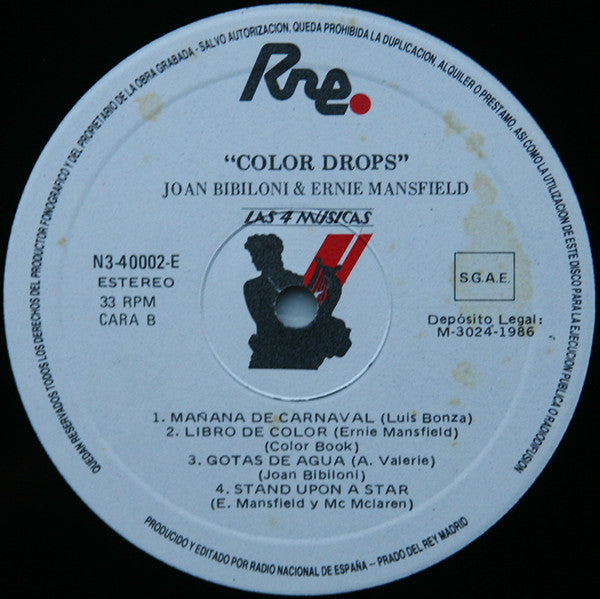 QUEDAN RESERVADOS TODOS LOS DERECHOS DEL PRODUCTOR FONOGRAFICO Y DEL PROPIETARIO DE LA OBRA GRABADA - SALVO AUTORIZACION, QUEDA PROHIBIDA LA DUPLICACION, ALQUILER O PRESTAMO, ASI COMO LA UTILIZACION DE ESTE DISCO PARA LA EJECUCION PUBLICA O RADIODIFUSION
Rne.
"COLOR DROPS"
JOAN BIBILONI & ERNIE MANSFIELD
LAS 4 MUSICAS
N3-40002-E
ESTEREO
33 RPM
CARA B
S.G.A.E.
Depósito Legal:
M-3024-1986
1. MAÑANA DE CARNAVAL (Luis Bonza)
2. LIBRO DE COLOR (Ernie Mansfield)
(Color Book)
3. GOTAS DE AGUA (A. Valerie)
(Joan Bibiloni)
4. STAND UPON A STAR
(E. Mansfield y Mc Mclaren)
PRODUCIDO Y EDITADO POR RADIO NACIONAL DE ESPAÑA - PRADO DEL REY MADRID